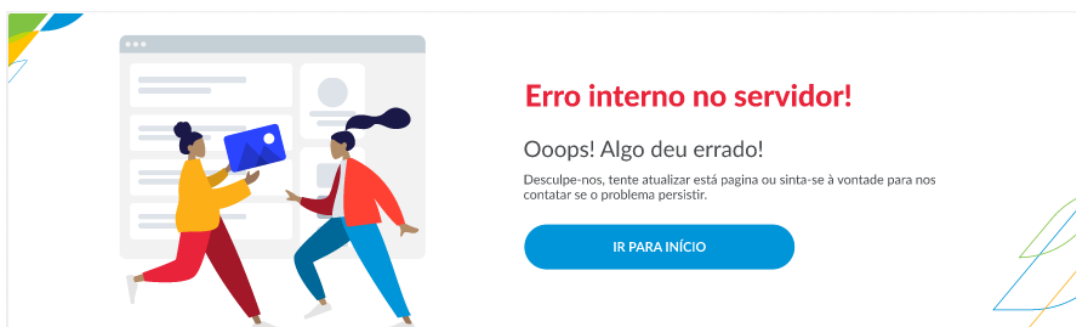 Erro interno no servidor!
Ooops! Algo deu errado!
Desculpe-nos, tente atualizar está pagina ou sinta-se à vontade para nos
contatar se o problema persistir.
IR PARA INÍCIO